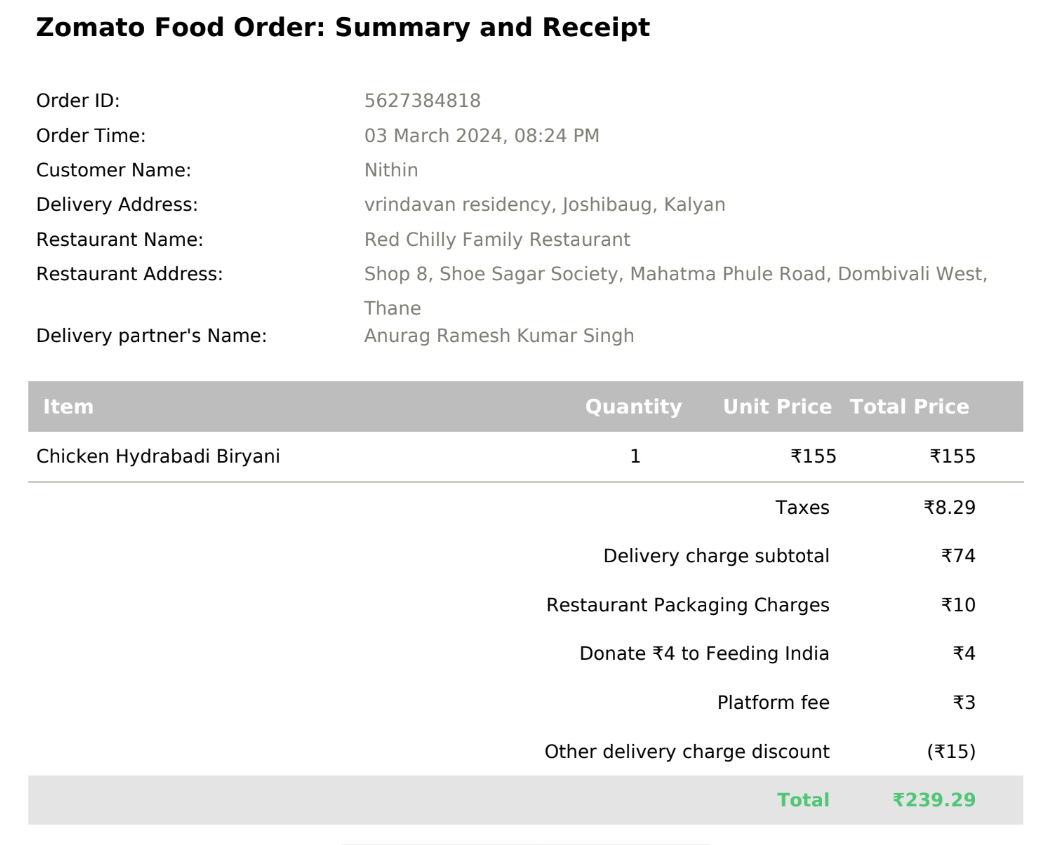 Zomato Food Order: Summary and Receipt
Order ID: 5627384818
Order Time: 03 March 2024, 08:24 PM
Customer Name: Nithin
Delivery Address: vrindavan residency, Joshibaug, Kalyan
Restaurant Name: Red Chilly Family Restaurant
Restaurant Address: Shop 8, Shoe Sagar Society, Mahatma Phule Road, Dombivali West,
Thane
Delivery partner's Name: Anurag Ramesh Kumar Singh
Item Quantity Unit Price Total Price
Chicken Hydrabadi Biryani 1 ₹155 ₹155
Taxes ₹8.29
Delivery charge subtotal ₹74
Restaurant Packaging Charges ₹10
Donate ₹4 to Feeding India ₹4
Platform fee ₹3
Other delivery charge discount (₹15)
Total ₹239.29